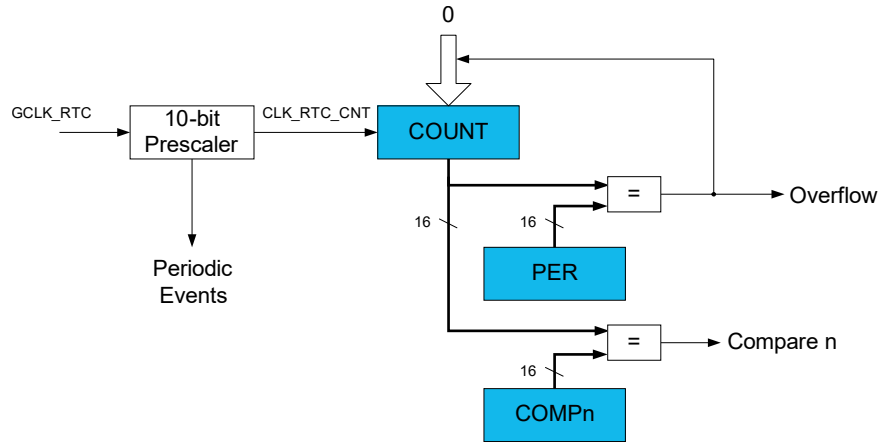 0
GCLK_RTC
10-bit
Prescaler
CLK_RTC_CNT
COUNT
=
Overflow
16
16
Periodic
Events
PER
=
Compare n
16
COMPn